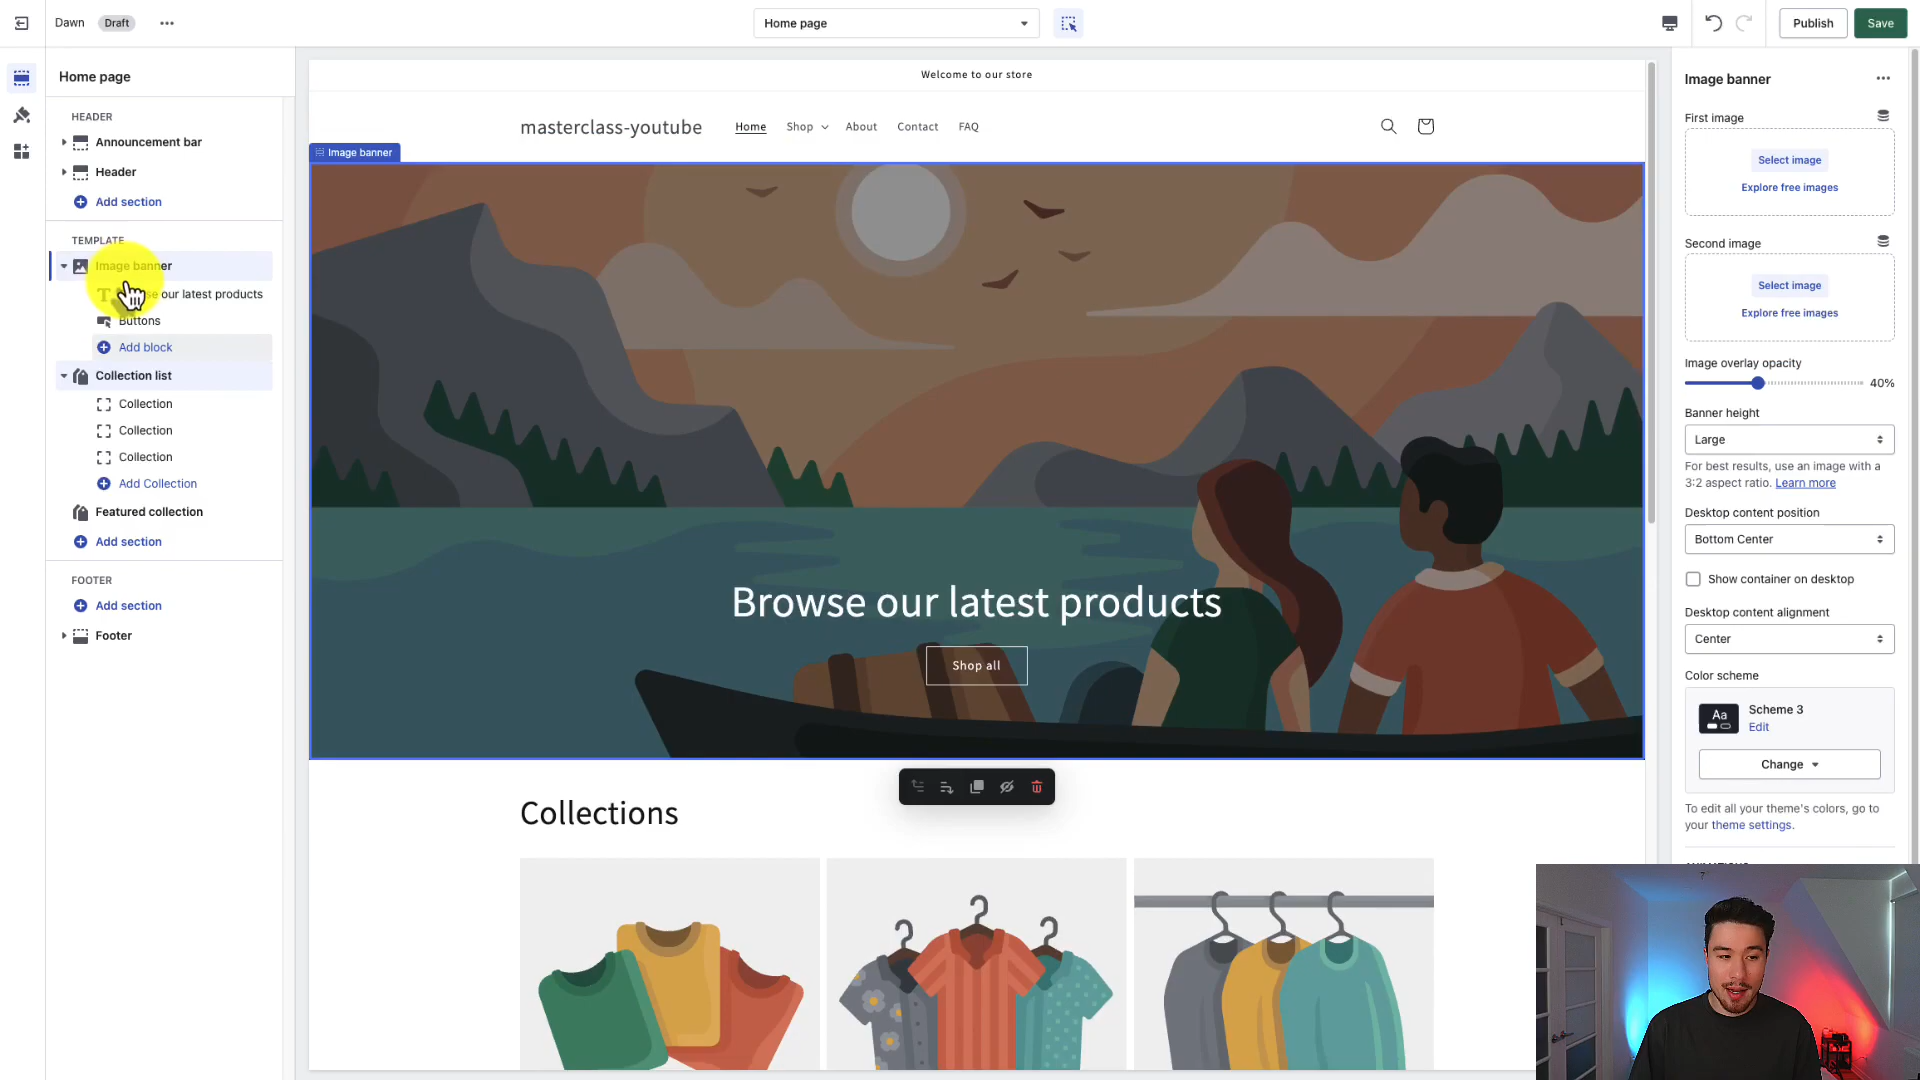 Dawn
Draft
Home page
Publish
Save
Home page
HEADER
Announcement bar
Header
Add section
TEMPLATE
Image banner
se our latest products
Buttons
Add block
Collection list
Collection
Collection
Collection
Add Collection
Featured collection
Add section
FOOTER
Add section
Footer
Welcome to our store
masterclass-youtube
Home
Shop
About
Contact
FAQ
Image banner
Browse our latest products
Shop all
Collections
Image banner
First image
Select image
Explore free images
Second image
Select image
Explore free images
Image overlay opacity
40%
Banner height
Large
For best results, use an image with a
3:2 aspect ratio. Learn more
Desktop content position
Bottom Center
Show container on desktop
Desktop content alignment
Center
Color scheme
Aa
Scheme 3
Edit
Change
To edit all your theme's colors, go to
your theme settings.